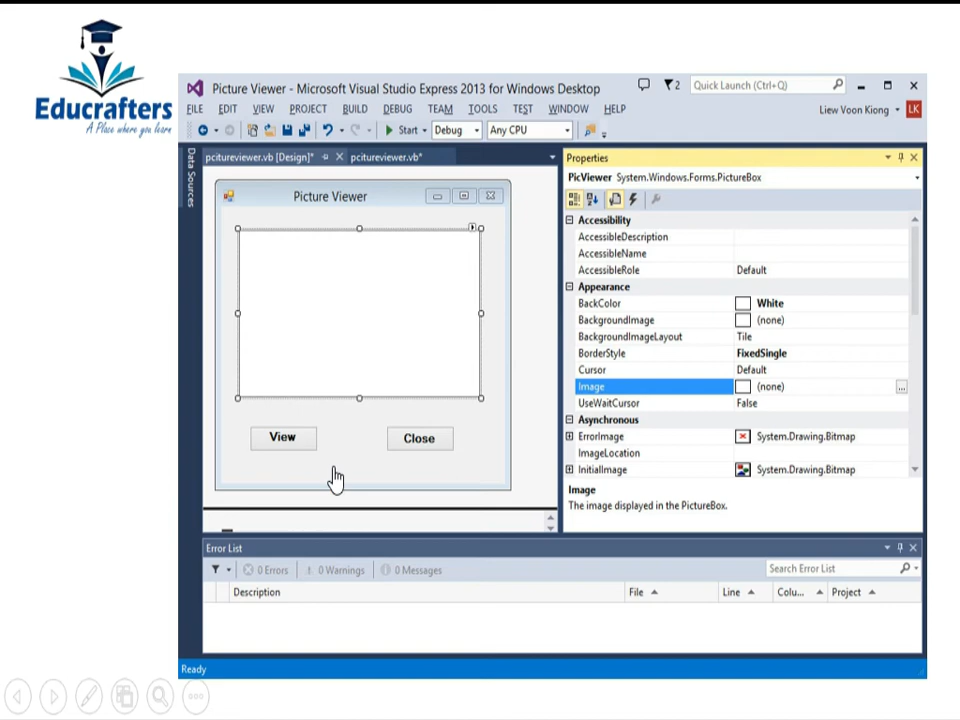 Educrafters
A Place where you learn
Picture Viewer - Microsoft Visual Studio Express 2013 for Windows Desktop
2
Quick Launch (Ctrl+Q)
FILE EDIT VIEW PROJECT BUILD DEBUG TEAM TOOLS TEST WINDOW HELP
Liew Voon Kiong LK
Start Debug Any CPU
Data Sources
pcitureviewer.vb [Design]* pcitureviewer.vb*
Picture Viewer
View
Close
Properties
PicViewer System.Windows.Forms.PictureBox
Accessibility
AccessibleDescription
AccessibleName
AccessibleRole Default
Appearance
BackColor White
BackgroundImage (none)
BackgroundImageLayout Tile
BorderStyle FixedSingle
Cursor Default
Image (none) ...
UseWaitCursor False
Asynchronous
ErrorImage System.Drawing.Bitmap
ImageLocation
InitialImage System.Drawing.Bitmap
Image
The image displayed in the PictureBox.
Error List
0 Errors 0 Warnings 0 Messages
Search Error List
Description File Line Colu... Project
Ready